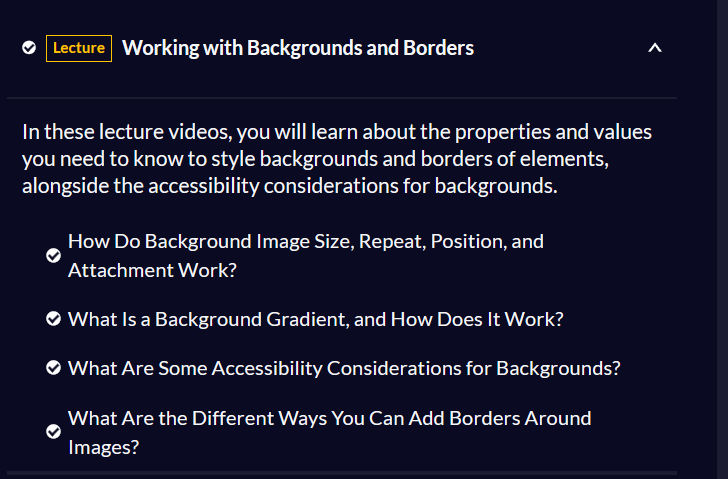 Lecture Working with Backgrounds and Borders
In these lecture videos, you will learn about the properties and values
you need to know to style backgrounds and borders of elements,
alongside the accessibility considerations for backgrounds.
How Do Background Image Size, Repeat, Position, and
Attachment Work?
What Is a Background Gradient, and How Does It Work?
What Are Some Accessibility Considerations for Backgrounds?
What Are the Different Ways You Can Add Borders Around
Images?